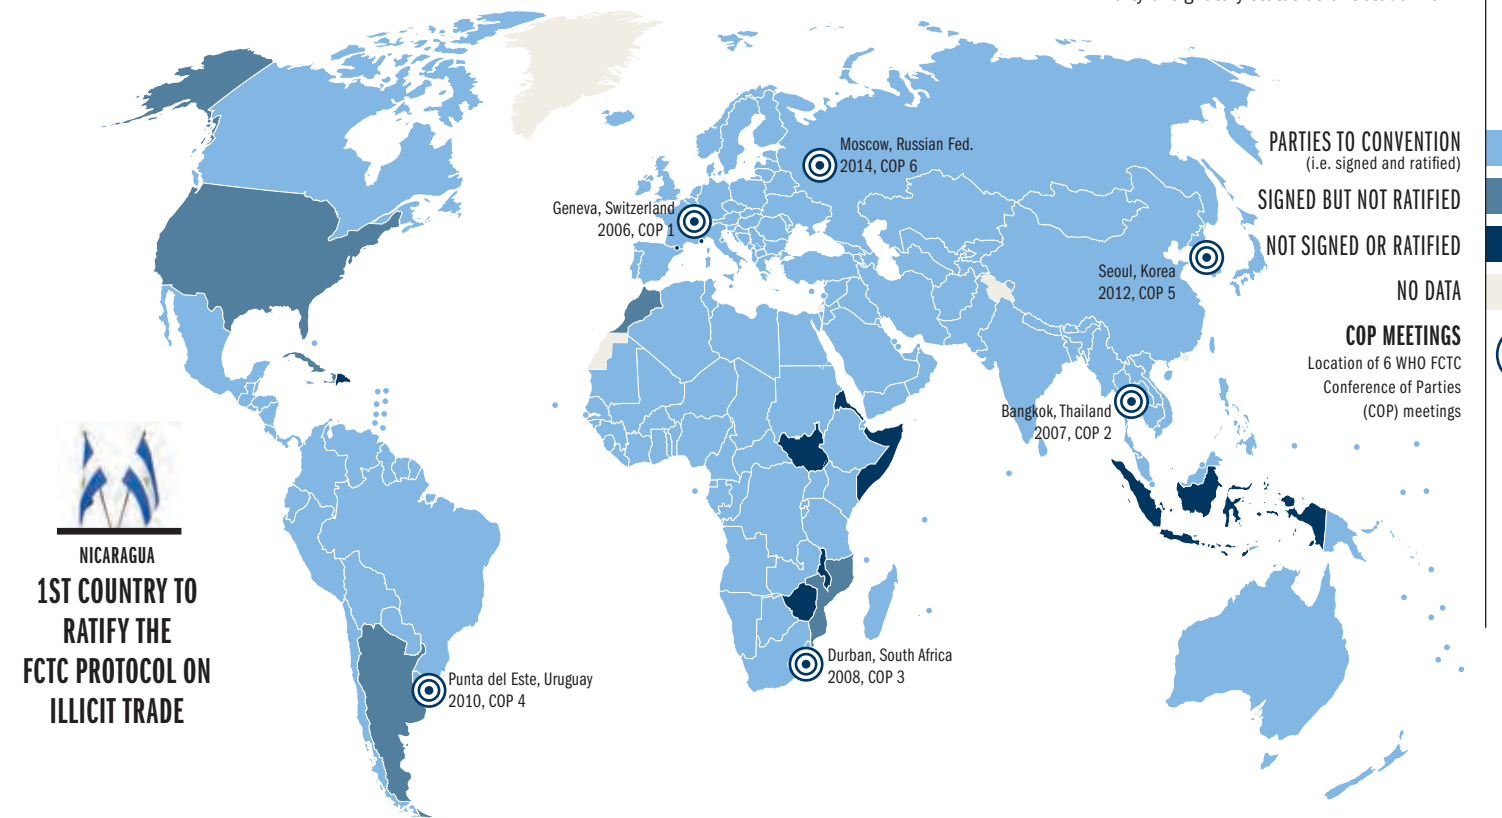 Moscow, Russian Fed.
2014, COP 6
Geneva, Switzerland
2006, COP 1
Seoul, Korea
2012, COP 5
Bangkok, Thailand
2007, COP 2
Durban, South Africa
2008, COP 3
Punta del Este, Uruguay
2010, COP 4
NICARAGUA
1ST COUNTRY TO
RATIFY THE
FCTC PROTOCOL ON
ILLICIT TRADE
PARTIES TO CONVENTION
(i.e. signed and ratified)
SIGNED BUT NOT RATIFIED
NOT SIGNED OR RATIFIED
NO DATA
COP MEETINGS
Location of 6 WHO FCTC
Conference of Parties
(COP) meetings